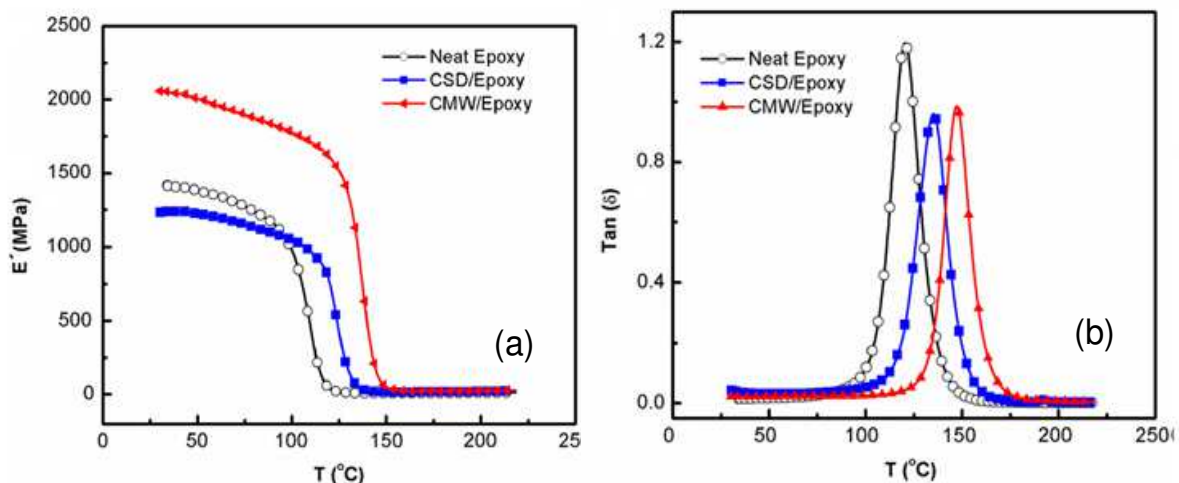 2500
2000
1500
1000
500
0
E´(MPa)
Neat Epoxy
CSD/Epoxy
CMW/Epoxy
(a)
0 50 100 150 200 25
T (°C)
1.2
0.8
0.4
0.0
Tan (δ)
Neat Epoxy
CSD/Epoxy
CMW/Epoxy
(b)
0 50 100 150 200 2500
T (°C)